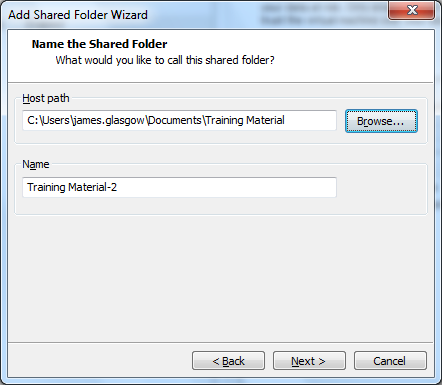 Add Shared Folder Wizard
Name the Shared Folder
What would you like to call this shared folder?
Host path
C:\Users\james.glasgow\Documents\Training Material
Browse...
Name
Training Material-2
< Back
Next >
Cancel